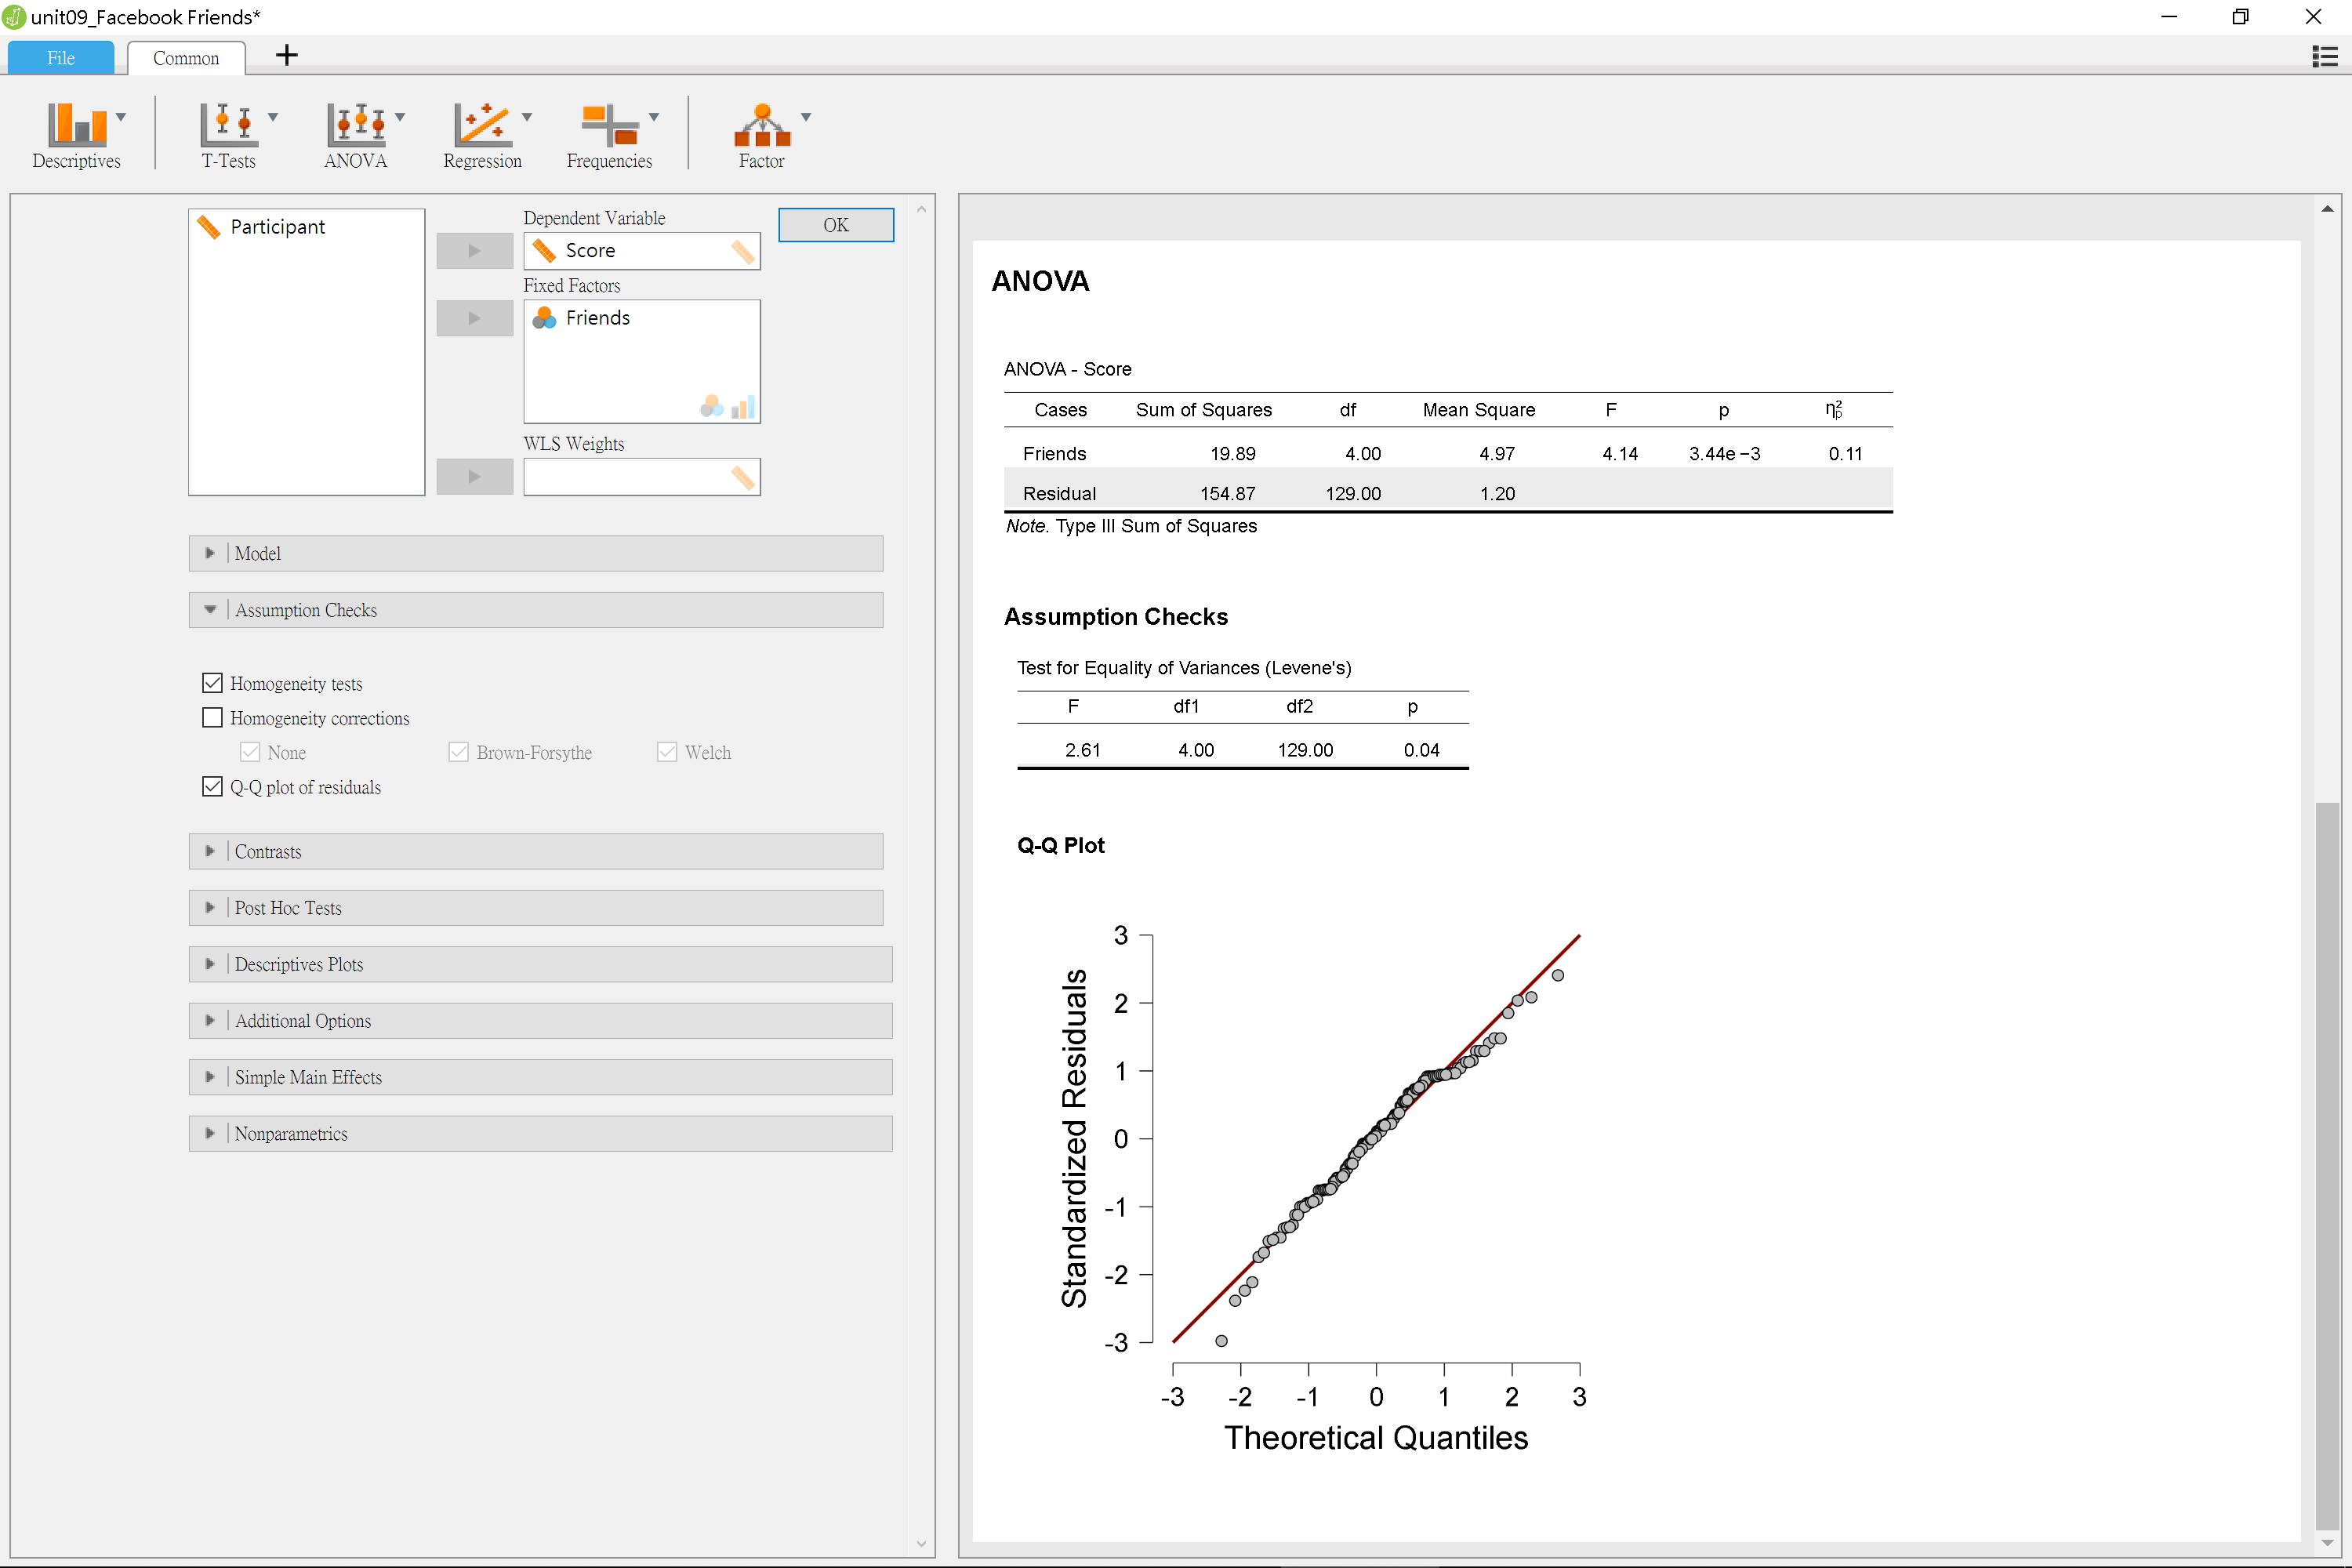 unit09_Facebook Friends*
File
Common
Descriptives
T-Tests
ANOVA
Regression
Frequencies
Factor
Participant
Dependent Variable
Score
OK
Fixed Factors
Friends
WLS Weights
Model
Assumption Checks
Homogeneity tests
Homogeneity corrections
None Brown-Forsythe Welch
Q-Q plot of residuals
Contrasts
Post Hoc Tests
Descriptives Plots
Additional Options
Simple Main Effects
Nonparametrics
ANOVA
ANOVA - Score
Cases Sum of Squares df Mean Square F p η²p
Friends 19.89 4.00 4.97 4.14 3.44e −3 0.11
Residual 154.87 129.00 1.20
Note. Type III Sum of Squares
Assumption Checks
Test for Equality of Variances (Levene's)
F df1 df2 p
2.61 4.00 129.00 0.04
Q-Q Plot
Standardized Residuals
3
2
1
0
-1
-2
-3
-3 -2 -1 0 1 2 3
Theoretical Quantiles